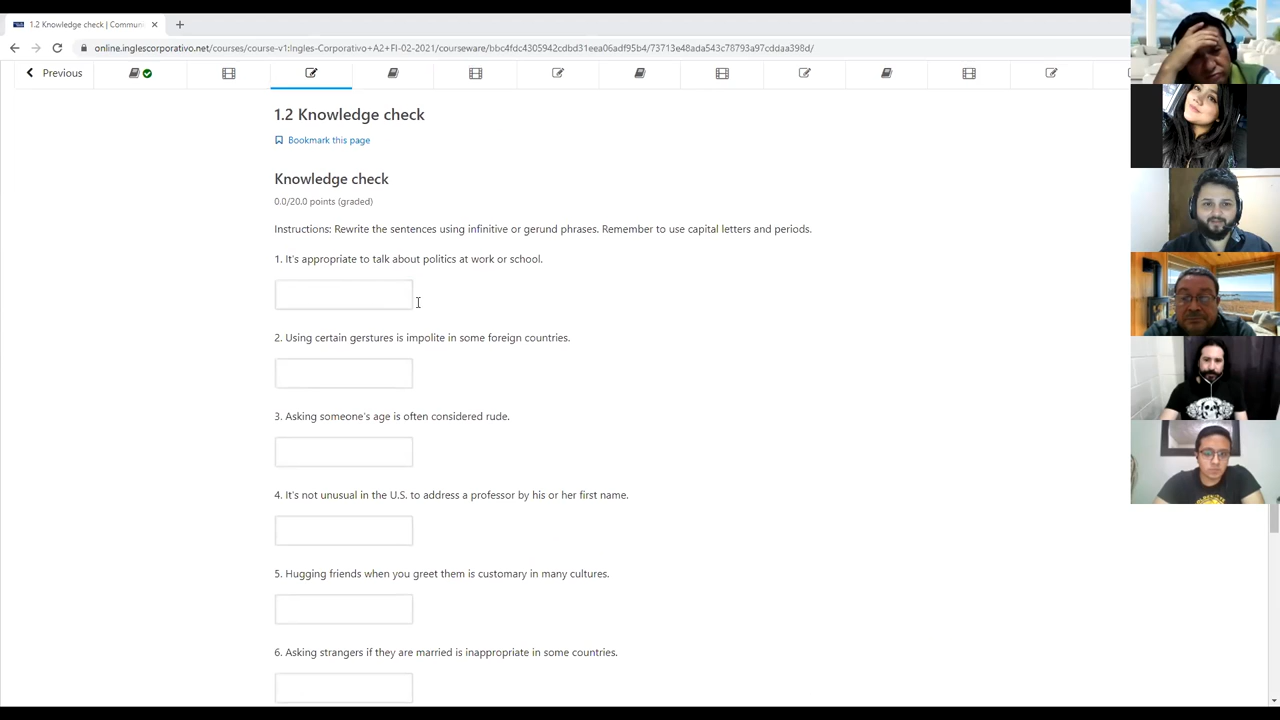 1.2 Knowledge check | Communi
online.inglescorporativo.net/courses/course-v1:Ingles-Corporativo+A2+FI-02-2021/courseware/bbc4fdc4305942cdbd31eea06adf95b4/73713e48ada543c78793a97cddaa398d/
Previous
1.2 Knowledge check
Bookmark this page
Knowledge check
0.0/20.0 points (graded)
Instructions: Rewrite the sentences using infinitive or gerund phrases. Remember to use capital letters and periods.
1. It's appropriate to talk about politics at work or school.
2. Using certain gerstures is impolite in some foreign countries.
3. Asking someone's age is often considered rude.
4. It's not unusual in the U.S. to address a professor by his or her first name.
5. Hugging friends when you greet them is customary in many cultures.
6. Asking strangers if they are married is inappropriate in some countries.